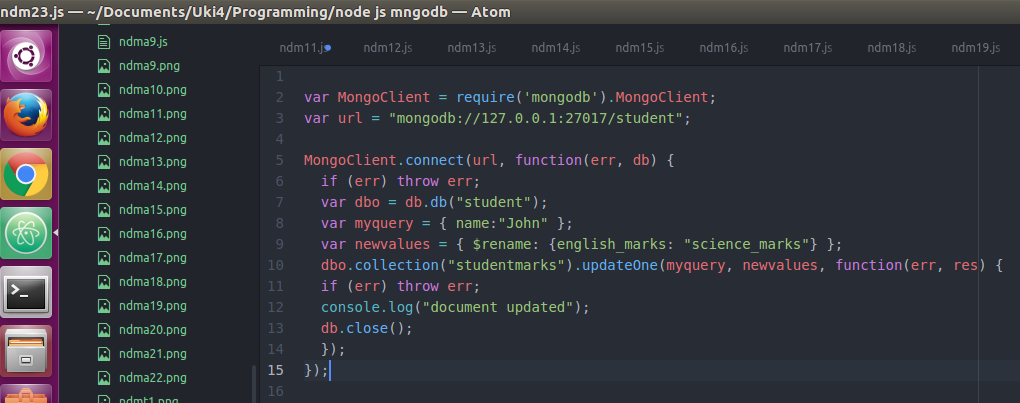 ndm23.js — ~/Documents/Uki4/Programming/node js mngodb — Atom
ndma9.js
ndma9.png
ndma10.png
ndma11.png
ndma12.png
ndma13.png
ndma14.png
ndma15.png
ndma16.png
ndma17.png
ndma18.png
ndma19.png
ndma20.png
ndma21.png
ndma22.png
ndmt1.png
ndm11.js ndm12.js ndm13.js ndm14.js ndm15.js ndm16.js ndm17.js ndm18.js ndm19.js
1
2 var MongoClient = require('mongodb').MongoClient;
3 var url = "mongodb://127.0.0.1:27017/student";
4
5 MongoClient.connect(url, function(err, db) {
6 if (err) throw err;
7 var dbo = db.db("student");
8 var myquery = { name:"John" };
9 var newvalues = { $rename: {english_marks: "science_marks"} };
10 dbo.collection("studentmarks").updateOne(myquery, newvalues, function(err, res) {
11 if (err) throw err;
12 console.log("document updated");
13 db.close();
14 });
15 });
16